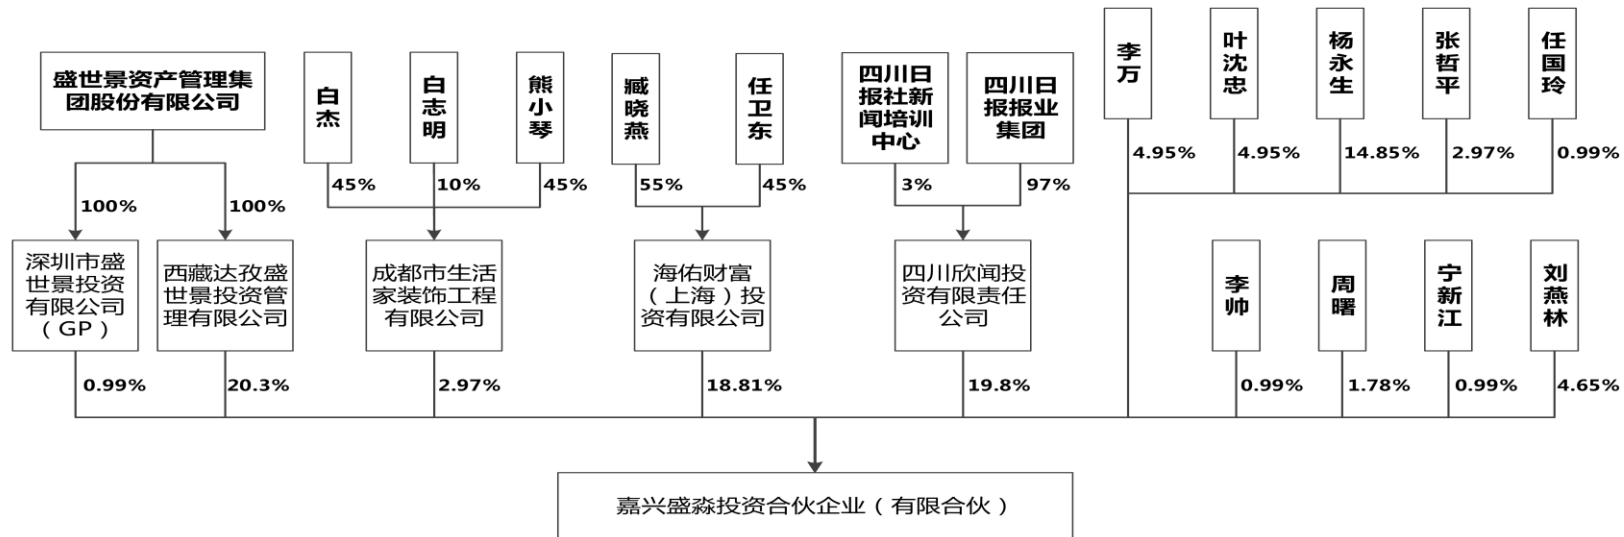 盛世景资产管理集
团股份有限公司
白杰
白志明
熊小琴
臧晓燕
任卫东
四川日
报社新
闻培训
中心
四川日
报报业
集团
李万
叶沈忠
杨永生
张哲平
任国玲
4.95%
4.95%
14.85%
2.97%
0.99%
45%
10%
45%
55%
45%
3%
97%
100%
100%
深圳市盛
世景投资
有限公司
（GP）
西藏达孜盛
世景投资管
理有限公司
成都市生活
家装饰工程
有限公司
海佑财富
（上海）投
资有限公司
四川欣闻投
资有限责任
公司
李帅
周曙
宁新江
刘燕林
0.99%
20.3%
2.97%
18.81%
19.8%
0.99%
1.78%
0.99%
4.65%
嘉兴盛淼投资合伙企业（有限合伙）